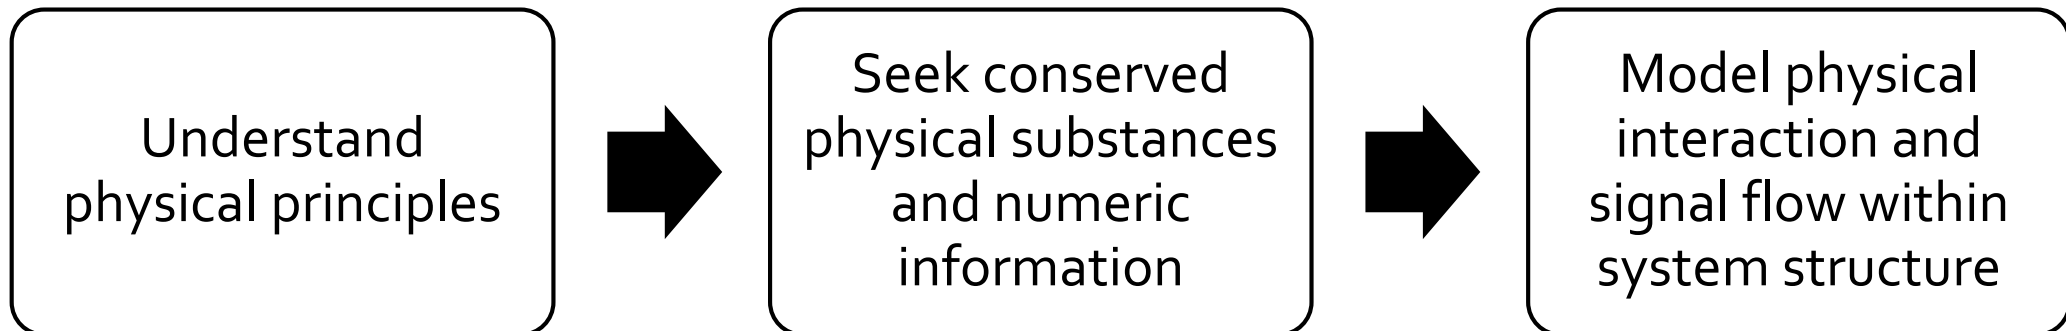 Understand
physical principles
Seek conserved
physical substances
and numeric
information
Model physical
interaction and
signal flow within
system structure